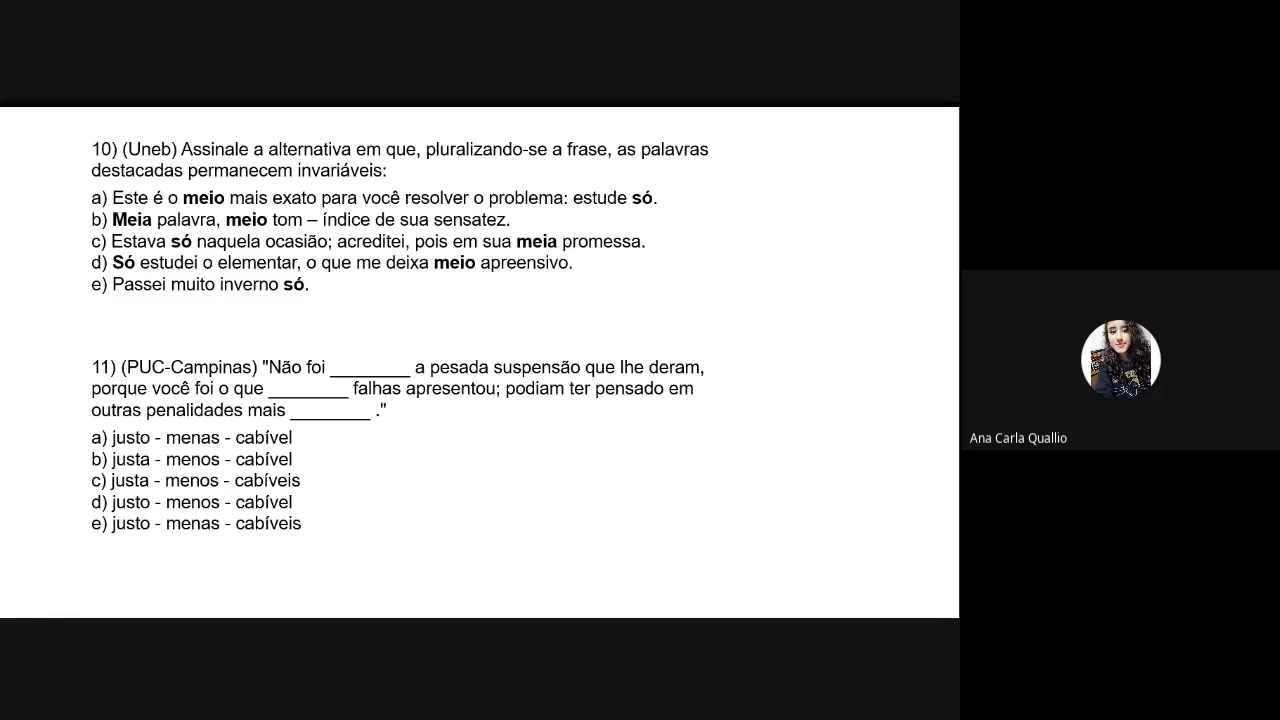 10) (Uneb) Assinale a alternativa em que, pluralizando-se a frase, as palavras
destacadas permanecem invariáveis:
a) Este é o meio mais exato para você resolver o problema: estude só.
b) Meia palavra, meio tom – índice de sua sensatez.
c) Estava só naquela ocasião; acreditei, pois em sua meia promessa.
d) Só estudei o elementar, o que me deixa meio apreensivo.
e) Passei muito inverno só.
11) (PUC-Campinas) "Não foi ________ a pesada suspensão que lhe deram,
porque você foi o que ________ falhas apresentou; podiam ter pensado em
outras penalidades mais ________ ."
a) justo - menas - cabível
b) justa - menos - cabível
c) justa - menos - cabíveis
d) justo - menos - cabível
e) justo - menas - cabíveis
Ana Carla Quallio